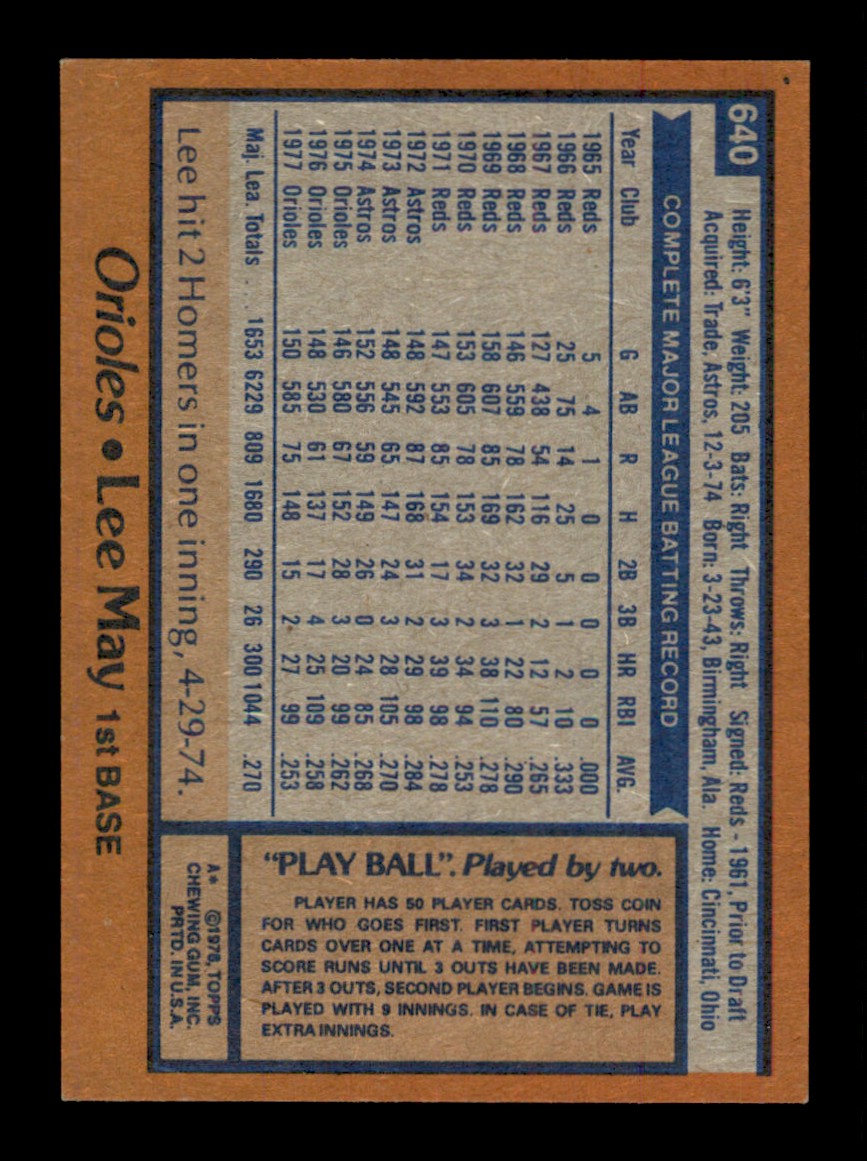 640
Height: 6'3" Weight: 205 Bats: Right Throws: Right Signed: Reds - 1961, Prior to Draft
Acquired: Trade, Astros, 12-3-74 Born: 3-23-43, Birmingham, Ala. Home: Cincinnati, Ohio
COMPLETE MAJOR LEAGUE BATTING RECORD
Year Club G AB R H 2B 3B HR RBI AVG.
1965 Reds 5 4 1 0 0 0 0 0 .000
1966 Reds 25 75 14 25 5 1 2 10 .333
1967 Reds 127 438 54 116 29 2 12 57 .265
1968 Reds 146 559 78 162 32 1 22 80 .290
1969 Reds 158 607 85 169 32 3 38 110 .278
1970 Reds 153 605 78 153 34 2 34 94 .253
1971 Reds 147 553 85 154 17 3 39 98 .278
1972 Astros 148 592 87 168 31 2 29 98 .284
1973 Astros 148 545 65 147 24 3 28 105 .270
1974 Astros 152 556 59 149 26 0 24 85 .268
1975 Orioles 146 580 67 152 28 3 20 99 .262
1976 Orioles 148 530 61 137 17 4 25 109 .258
1977 Orioles 150 585 75 148 15 2 27 99 .253
Maj. Lea. Totals ... 1653 6229 809 1680 290 26 300 1044 .270
Lee hit 2 Homers in one inning, 4-29-74.
"PLAY BALL". Played by two.
PLAYER HAS 50 PLAYER CARDS. TOSS COIN
FOR WHO GOES FIRST. FIRST PLAYER TURNS
CARDS OVER ONE AT A TIME, ATTEMPTING TO
SCORE RUNS UNTIL 3 OUTS HAVE BEEN MADE.
AFTER 3 OUTS, SECOND PLAYER BEGINS. GAME IS
PLAYED WITH 9 INNINGS. IN CASE OF TIE, PLAY
EXTRA INNINGS.
A* ©1978, TOPPS
CHEWING GUM, INC.
PRTD. IN U.S.A.
Orioles • Lee May 1st BASE